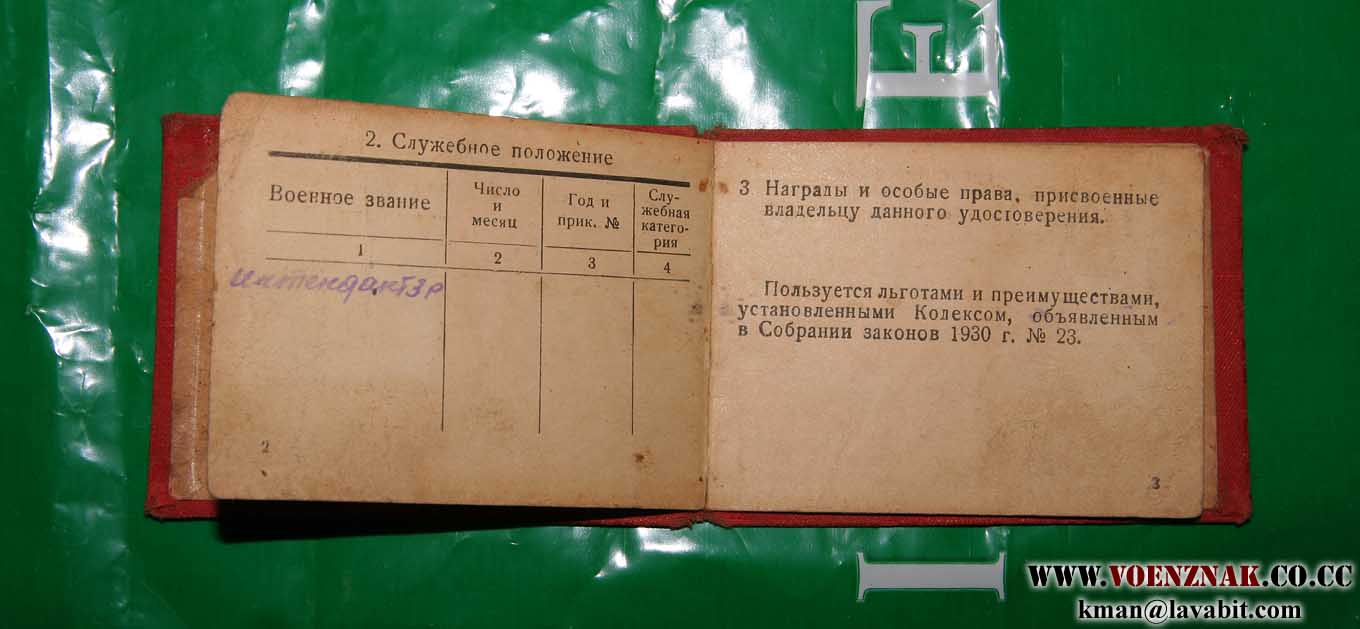 2. Служебное положение
Военное звание
Число
и
месяц
Год и
прик. №
Слу-
жебная
катего-
рия
1
2
3
4
интендант 3 р
2
3 Награды и особые права, присвоенные
владельцу данного удостоверения.
Пользуется льготами и преимуществами,
установленными Кодексом, объявленным
в Собрании законов 1930 г. № 23.
3
E
I
WWW.VOENZNAK.CO.CC
kman@lavabit.com